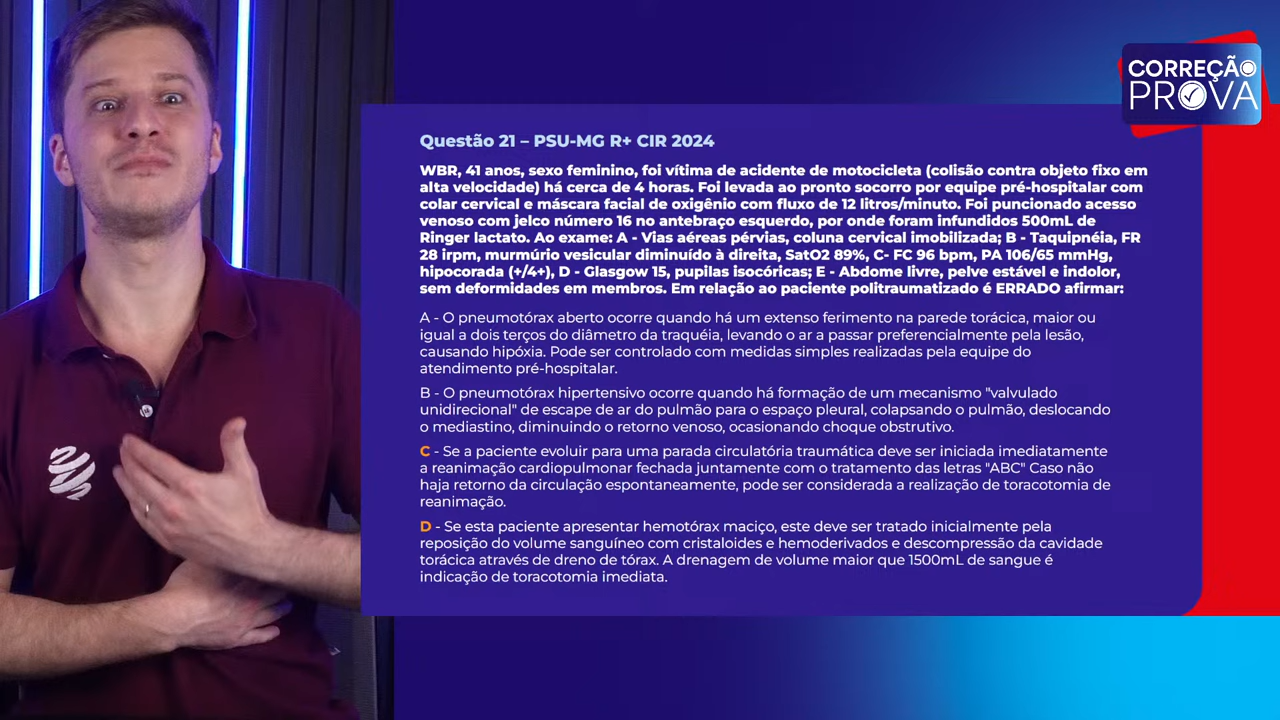 CORREÇÃO
PROVA
Questão 21 – PSU-MG R+ CIR 2024
WBR, 41 anos, sexo feminino, foi vítima de acidente de motocicleta (colisão contra objeto fixo em
alta velocidade) há cerca de 4 horas. Foi levada ao pronto socorro por equipe pré-hospitalar com
colar cervical e máscara facial de oxigênio com fluxo de 12 litros/minuto. Foi puncionado acesso
venoso com jelco número 16 no antebraço esquerdo, por onde foram infundidos 500mL de
Ringer lactato. Ao exame: A - Vias aéreas pérvias, coluna cervical imobilizada; B - Taquipnéia, FR
28 irpm, murmúrio vesicular diminuído à direita, SatO2 89%, C- FC 96 bpm, PA 106/65 mmHg,
hipocorada (+/4+), D - Glasgow 15, pupilas isocóricas; E - Abdome livre, pelve estável e indolor,
sem deformidades em membros. Em relação ao paciente politraumatizado é ERRADO afirmar:
A - O pneumotórax aberto ocorre quando há um extenso ferimento na parede torácica, maior ou
igual a dois terços do diâmetro da traquéia, levando o ar a passar preferencialmente pela lesão,
causando hipóxia. Pode ser controlado com medidas simples realizadas pela equipe do
atendimento pré-hospitalar.
B - O pneumotórax hipertensivo ocorre quando há formação de um mecanismo "valvulado
unidirecional" de escape de ar do pulmão para o espaço pleural, colapsando o pulmão, deslocando
o mediastino, diminuindo o retorno venoso, ocasionando choque obstrutivo.
C - Se a paciente evoluir para uma parada circulatória traumática deve ser iniciada imediatamente
a reanimação cardiopulmonar fechada juntamente com o tratamento das letras "ABC" Caso não
haja retorno da circulação espontaneamente, pode ser considerada a realização de toracotomia de
reanimação.
D - Se esta paciente apresentar hemotórax maciço, este deve ser tratado inicialmente pela
reposição do volume sanguíneo com cristaloides e hemoderivados e descompressão da cavidade
torácica através de dreno de tórax. A drenagem de volume maior que 1500mL de sangue é
indicação de toracotomia imediata.